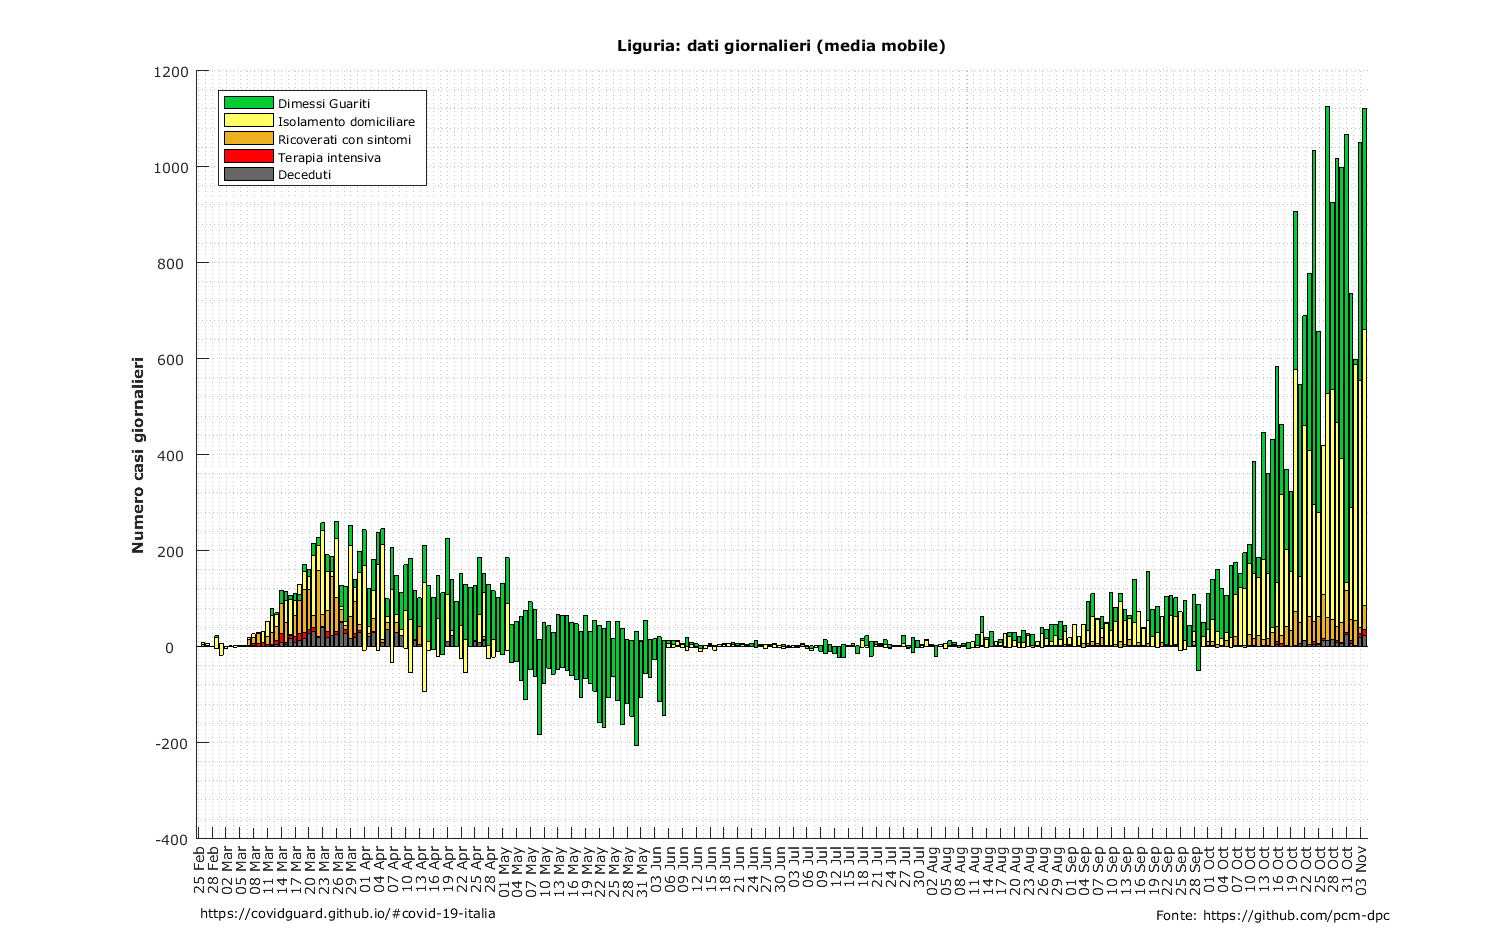 Liguria: dati giornalieri (media mobile)
1200
1000
800
600
400
200
0
-200
-400
Numero casi giornalieri
Dimessi Guariti
Isolamento domiciliare
Ricoverati con sintomi
Terapia intensiva
Deceduti
25 Feb
28 Feb
02 Mar
05 Mar
08 Mar
11 Mar
14 Mar
17 Mar
20 Mar
23 Mar
26 Mar
29 Mar
01 Apr
04 Apr
07 Apr
10 Apr
13 Apr
16 Apr
19 Apr
22 Apr
25 Apr
28 Apr
01 May
04 May
07 May
10 May
13 May
16 May
19 May
22 May
25 May
28 May
31 May
03 Jun
06 Jun
09 Jun
12 Jun
15 Jun
18 Jun
21 Jun
24 Jun
27 Jun
30 Jun
03 Jul
06 Jul
09 Jul
12 Jul
15 Jul
18 Jul
21 Jul
24 Jul
27 Jul
30 Jul
02 Aug
05 Aug
08 Aug
11 Aug
14 Aug
17 Aug
20 Aug
23 Aug
26 Aug
29 Aug
01 Sep
04 Sep
07 Sep
10 Sep
13 Sep
16 Sep
19 Sep
22 Sep
25 Sep
28 Sep
01 Oct
04 Oct
07 Oct
10 Oct
13 Oct
16 Oct
19 Oct
22 Oct
25 Oct
28 Oct
31 Oct
03 Nov
https://covidguard.github.io/#covid-19-italia
Fonte: https://github.com/pcm-dpc